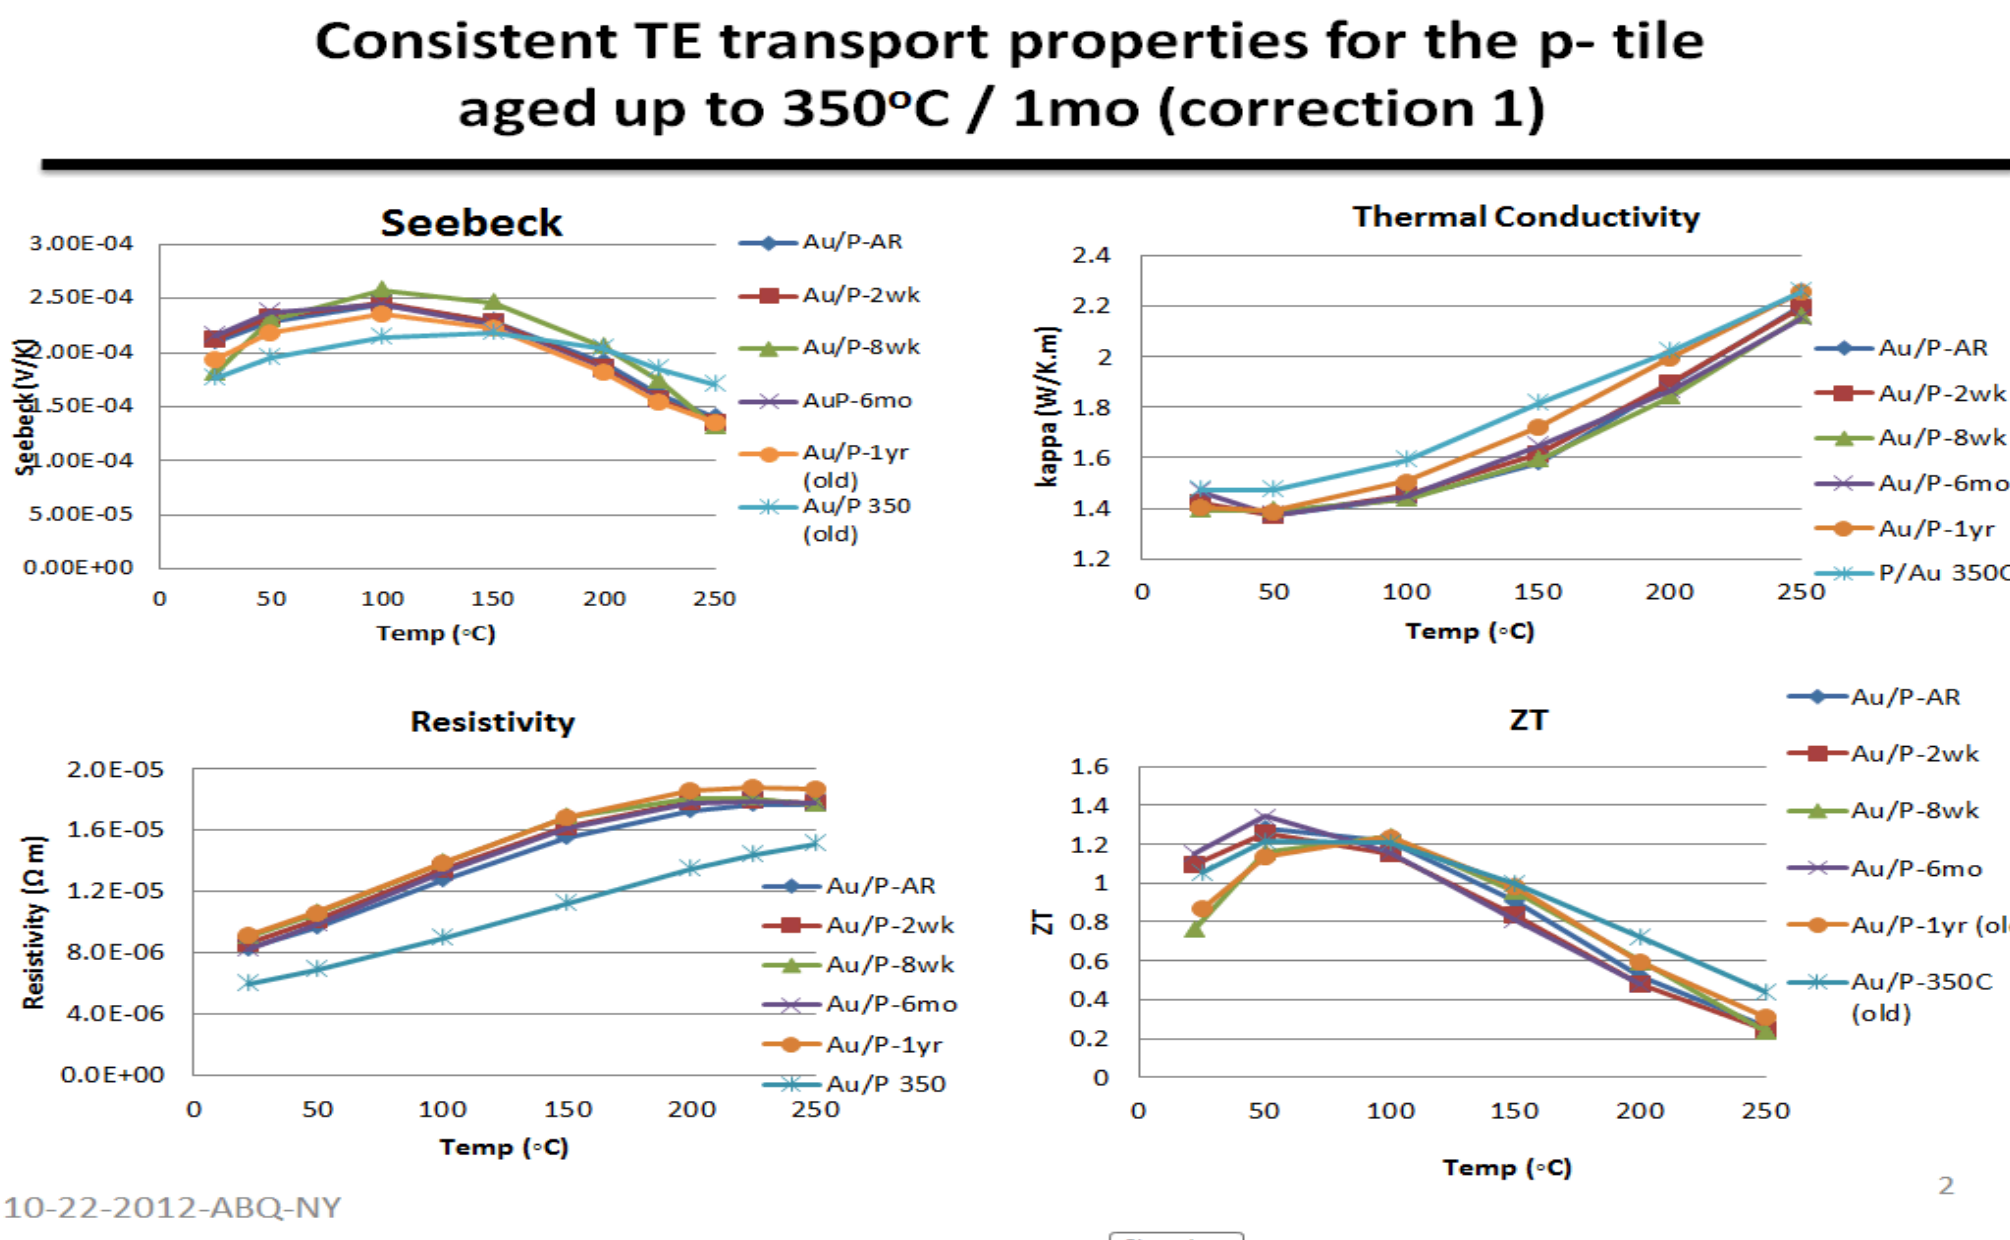 Consistent TE transport properties for the p- tile
aged up to 350°C / 1mo (correction 1)
Seebeck
3.00E-04
2.50E-04
2.00E-04
1.50E-04
1.00E-04
5.00E-05
0.00E+00
Seebeck(V/K)
0 50 100 150 200 250
Temp (◦C)
Au/P-AR
Au/P-2wk
Au/P-8wk
AuP-6mo
Au/P-1yr
(old)
Au/P 350
(old)
Thermal Conductivity
2.4
2.2
2
1.8
1.6
1.4
1.2
kappa (W/K.m)
0 50 100 150 200 250
Temp (◦C)
Au/P-AR
Au/P-2wk
Au/P-8wk
Au/P-6mo
Au/P-1yr
P/Au 350C
Resistivity
2.0E-05
1.6E-05
1.2E-05
8.0E-06
4.0E-06
0.0E+00
Resistivity (Ω m)
0 50 100 150 200 250
Temp (◦C)
Au/P-AR
Au/P-2wk
Au/P-8wk
Au/P-6mo
Au/P-1yr
Au/P 350
ZT
1.6
1.4
1.2
1
0.8
0.6
0.4
0.2
0
ZT
0 50 100 150 200 250
Temp (◦C)
Au/P-AR
Au/P-2wk
Au/P-8wk
Au/P-6mo
Au/P-1yr (ol
Au/P-350C
(old)
10-22-2012-ABQ-NY
2